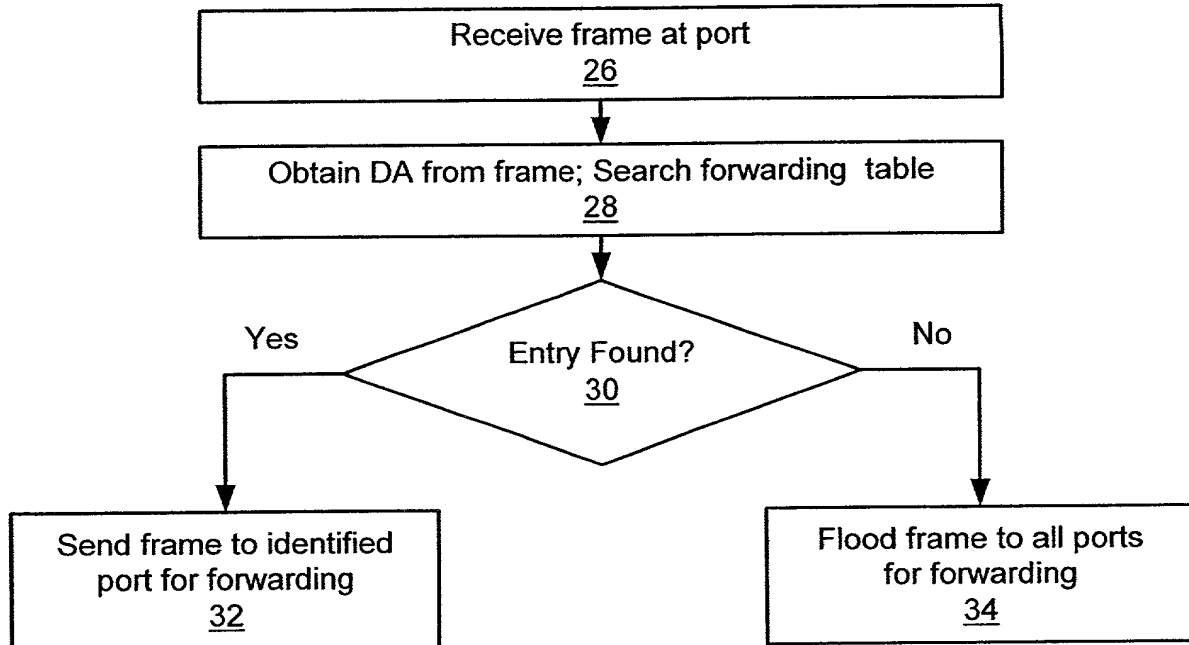 Receive frame at port
26
Obtain DA from frame; Search forwarding table
28
Yes
No
Entry Found?
30
Send frame to identified
port for forwarding
32
Flood frame to all ports
for forwarding
34